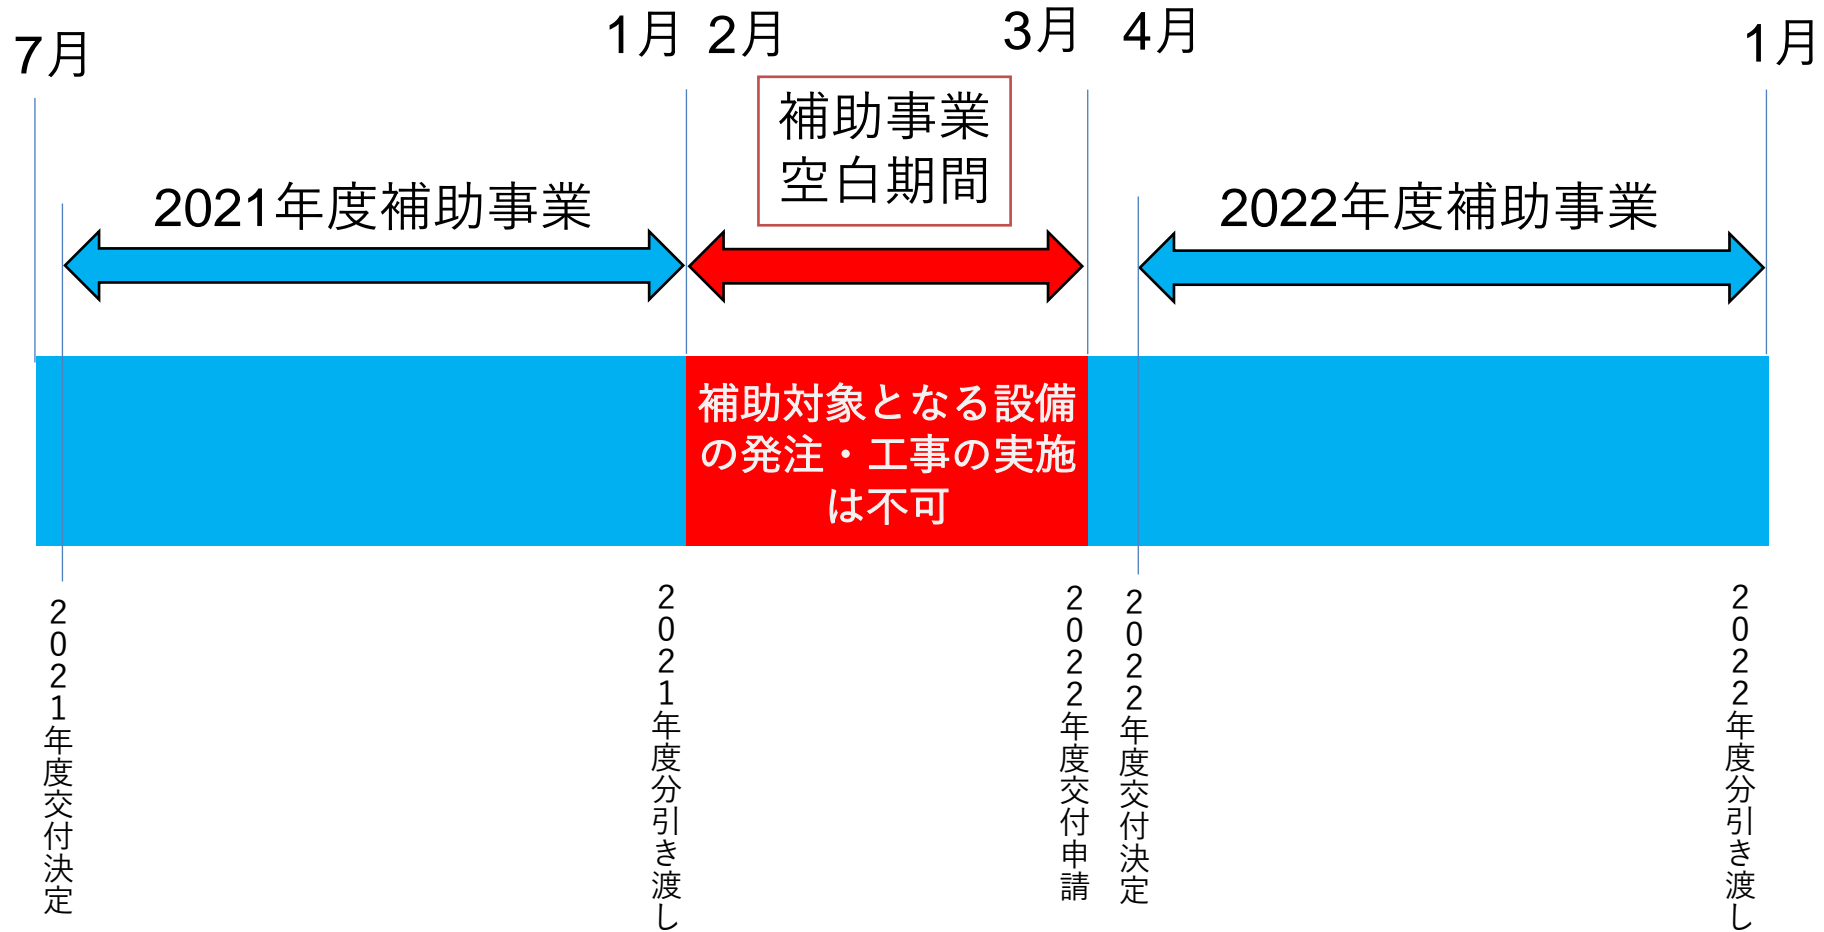 7月
1月
2月
3月
4月
1月
補助事業
空白期間
2021年度補助事業
2022年度補助事業
補助対象となる設備
の発注・工事の実施
は不可
2021年度交付決定
2021年度分引き渡し
2022年度交付申請
2022年度交付決定
2022年度分引き渡し